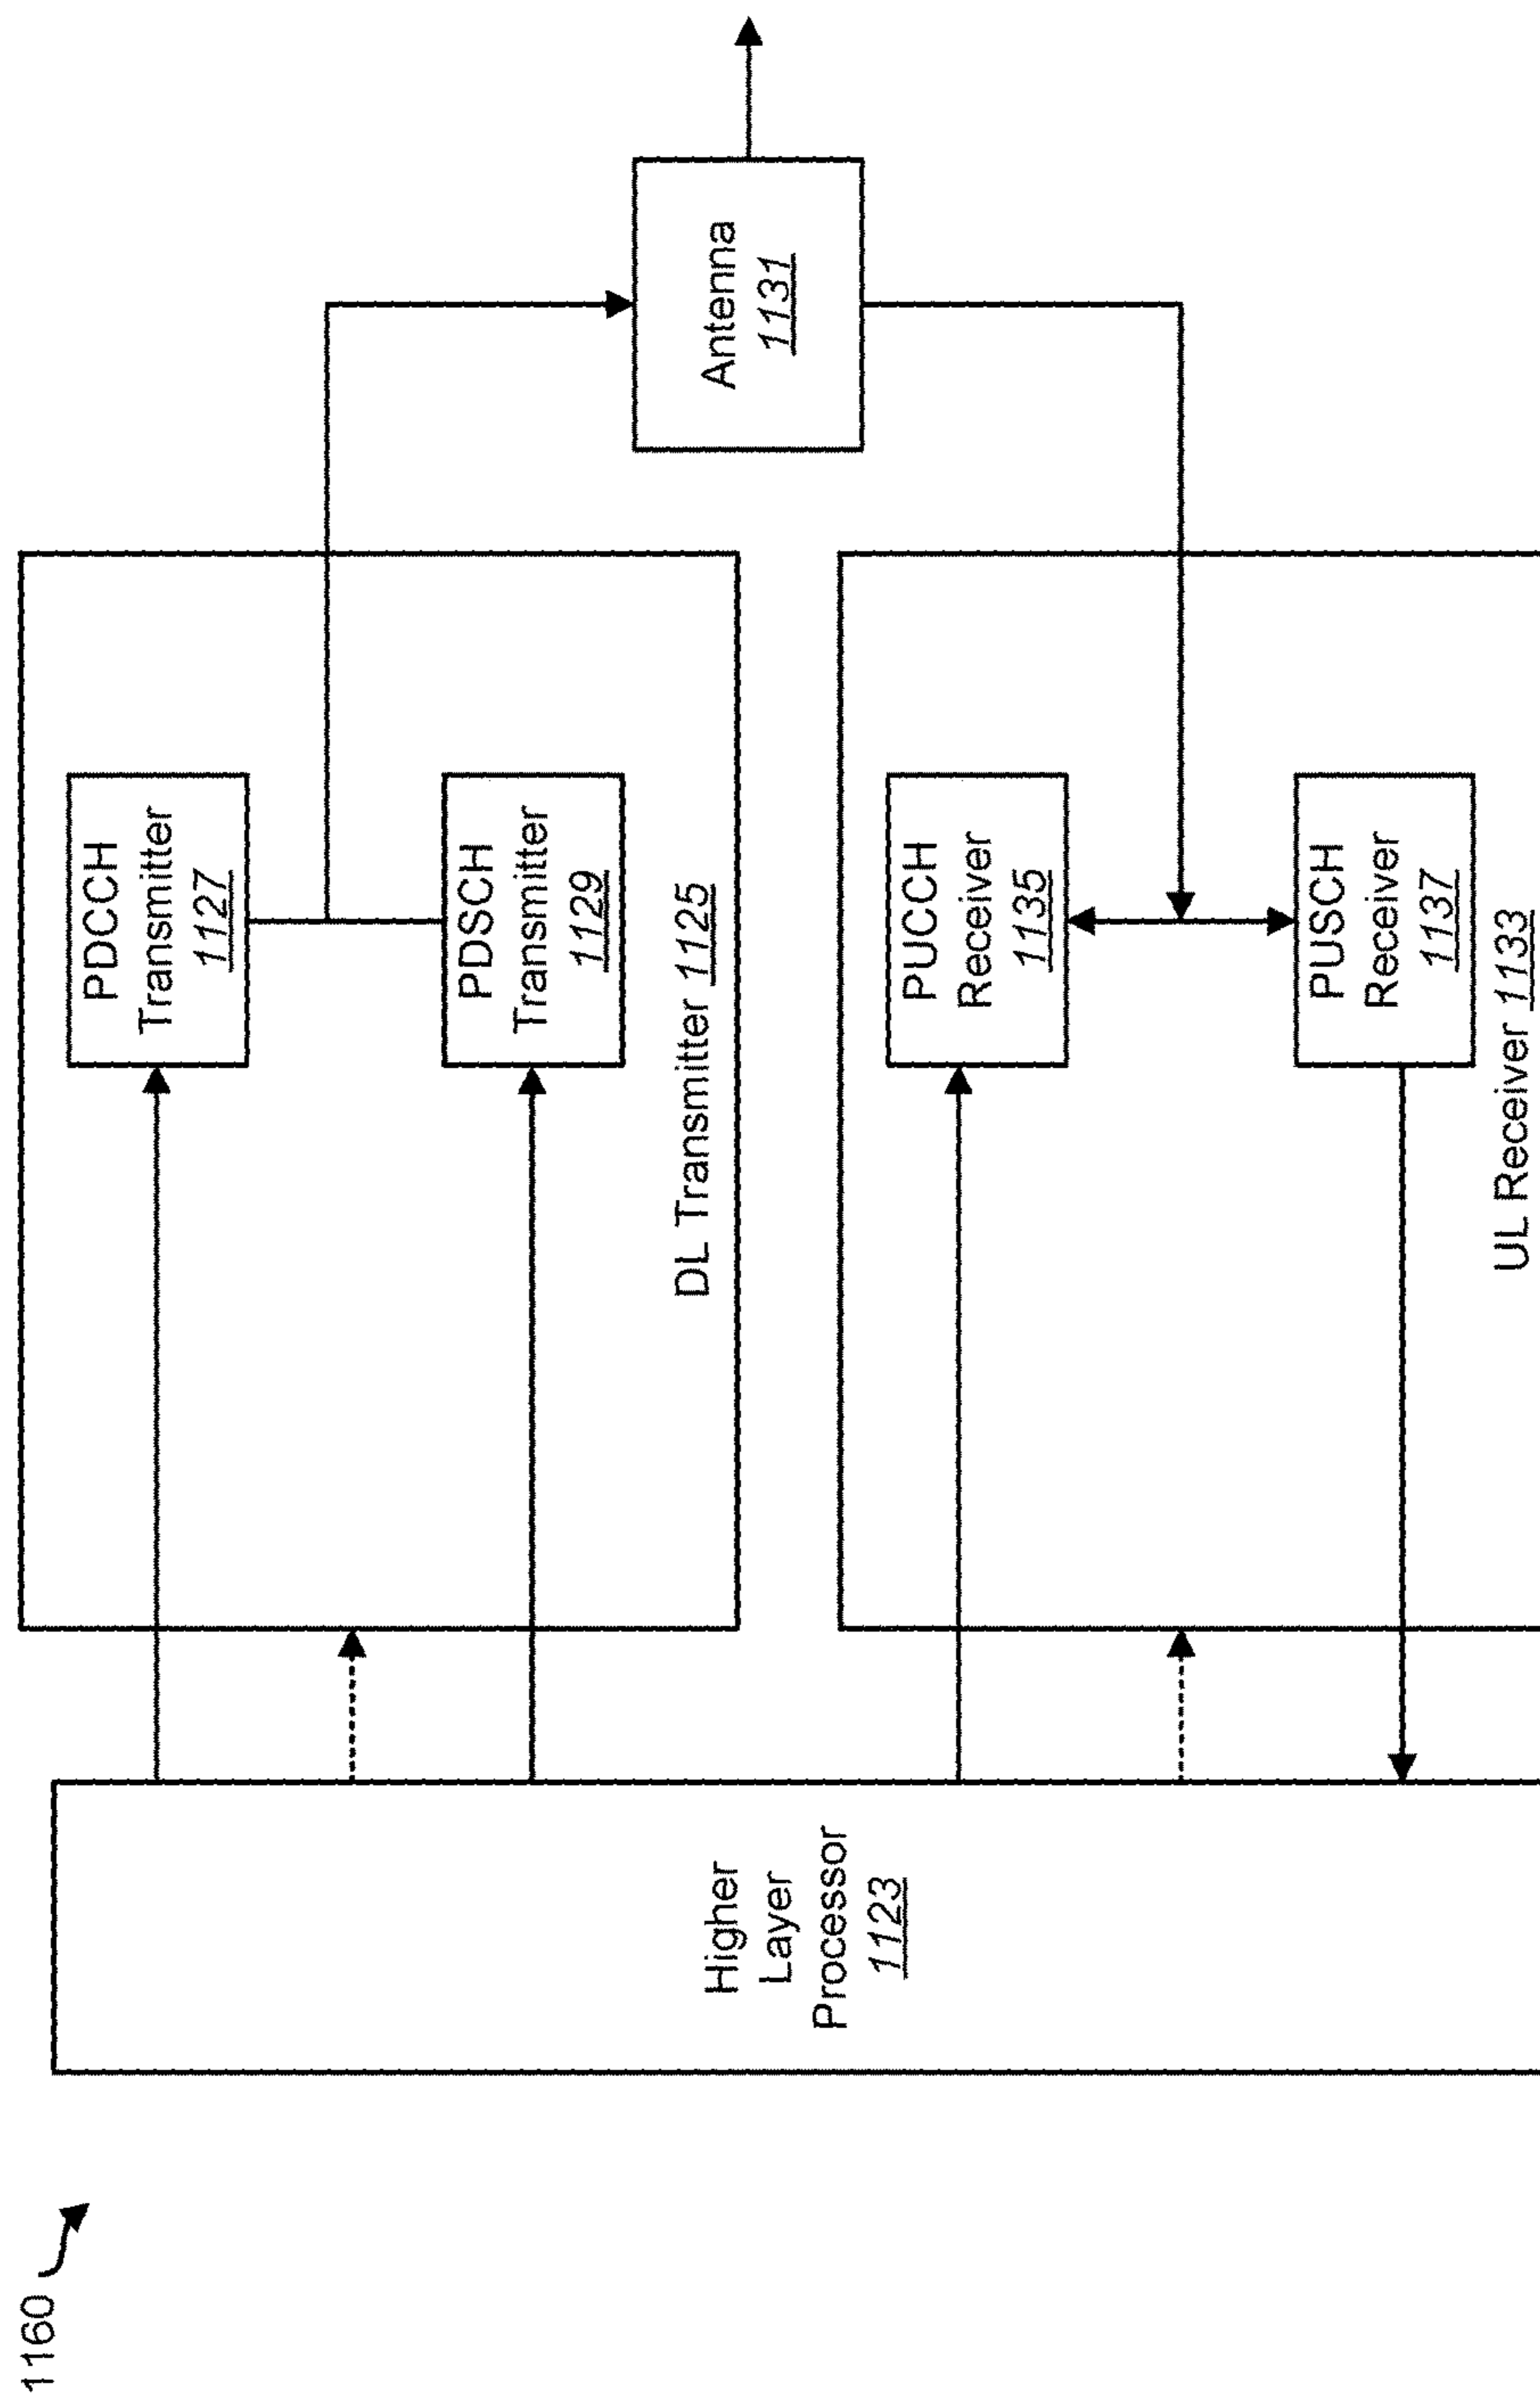 1160
Higher
Layer
Processor
1123
PDCCH
Transmitter
1127
PDSCH
Transmitter
1129
DL Transmitter 1125
PUCCH
Receiver
1135
PUSCH
Receiver
1137
UL Receiver 1133
Antenna
1131